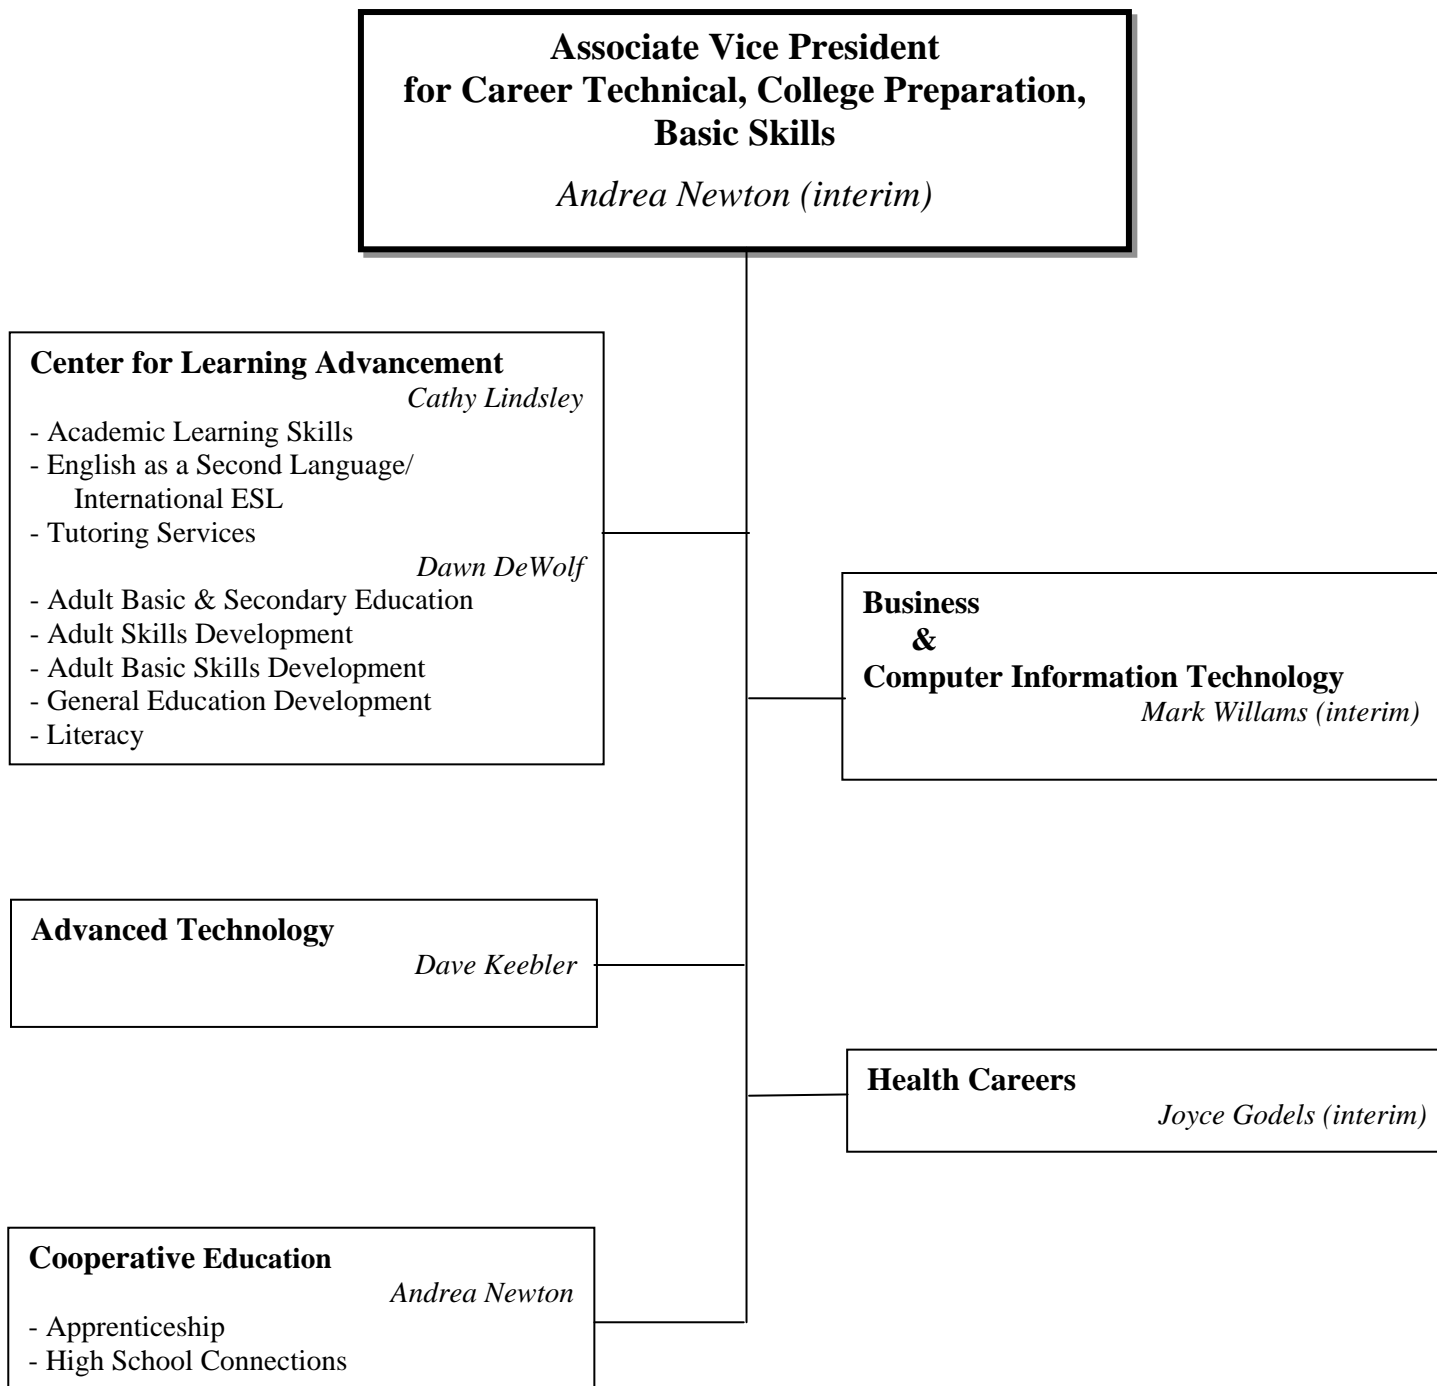 Associate Vice President
for Career Technical, College Preparation,
Basic Skills
Andrea Newton (interim)
Center for Learning Advancement
Cathy Lindsley
- Academic Learning Skills
- English as a Second Language/
International ESL
- Tutoring Services
Dawn DeWolf
- Adult Basic & Secondary Education
- Adult Skills Development
- Adult Basic Skills Development
- General Education Development
- Literacy
Business
&
Computer Information Technology
Mark Willams (interim)
Advanced Technology
Dave Keebler
Health Careers
Joyce Godels (interim)
Cooperative Education
Andrea Newton
- Apprenticeship
- High School Connections